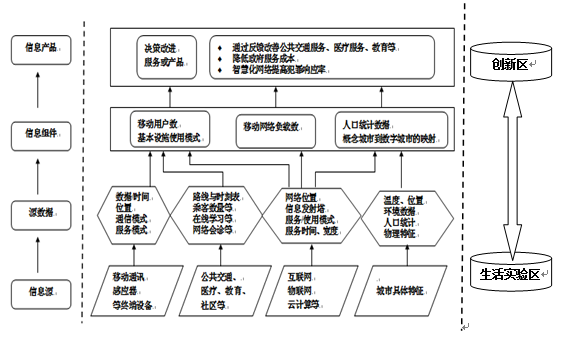 信息产品
决策改进
服务或产品
♦ 通过反馈改善公共交通服务、医疗服务、教育等
♦ 降低政府服务成本
♦ 智慧化网络提高犯罪响应率
创新区
信息组件
移动用户数
基本设施使用模式
移动网络负载数
人口统计数据
概念城市到数字城市的映射
源数据
数据时间
位置
通信模式
服务模式
路线与时刻表
乘客数量等
在线学习等
网络会诊等
网络位置
信息发射塔
服务使用模式
服务时间、宽度
温度、位置
环境数据
人口统计
物理特征
信息源
移动通讯
感应器
等终端设备
公共交通、
医疗、教育、
社区等
互联网
物联网
云计算等
城市具体特征
生活实验区